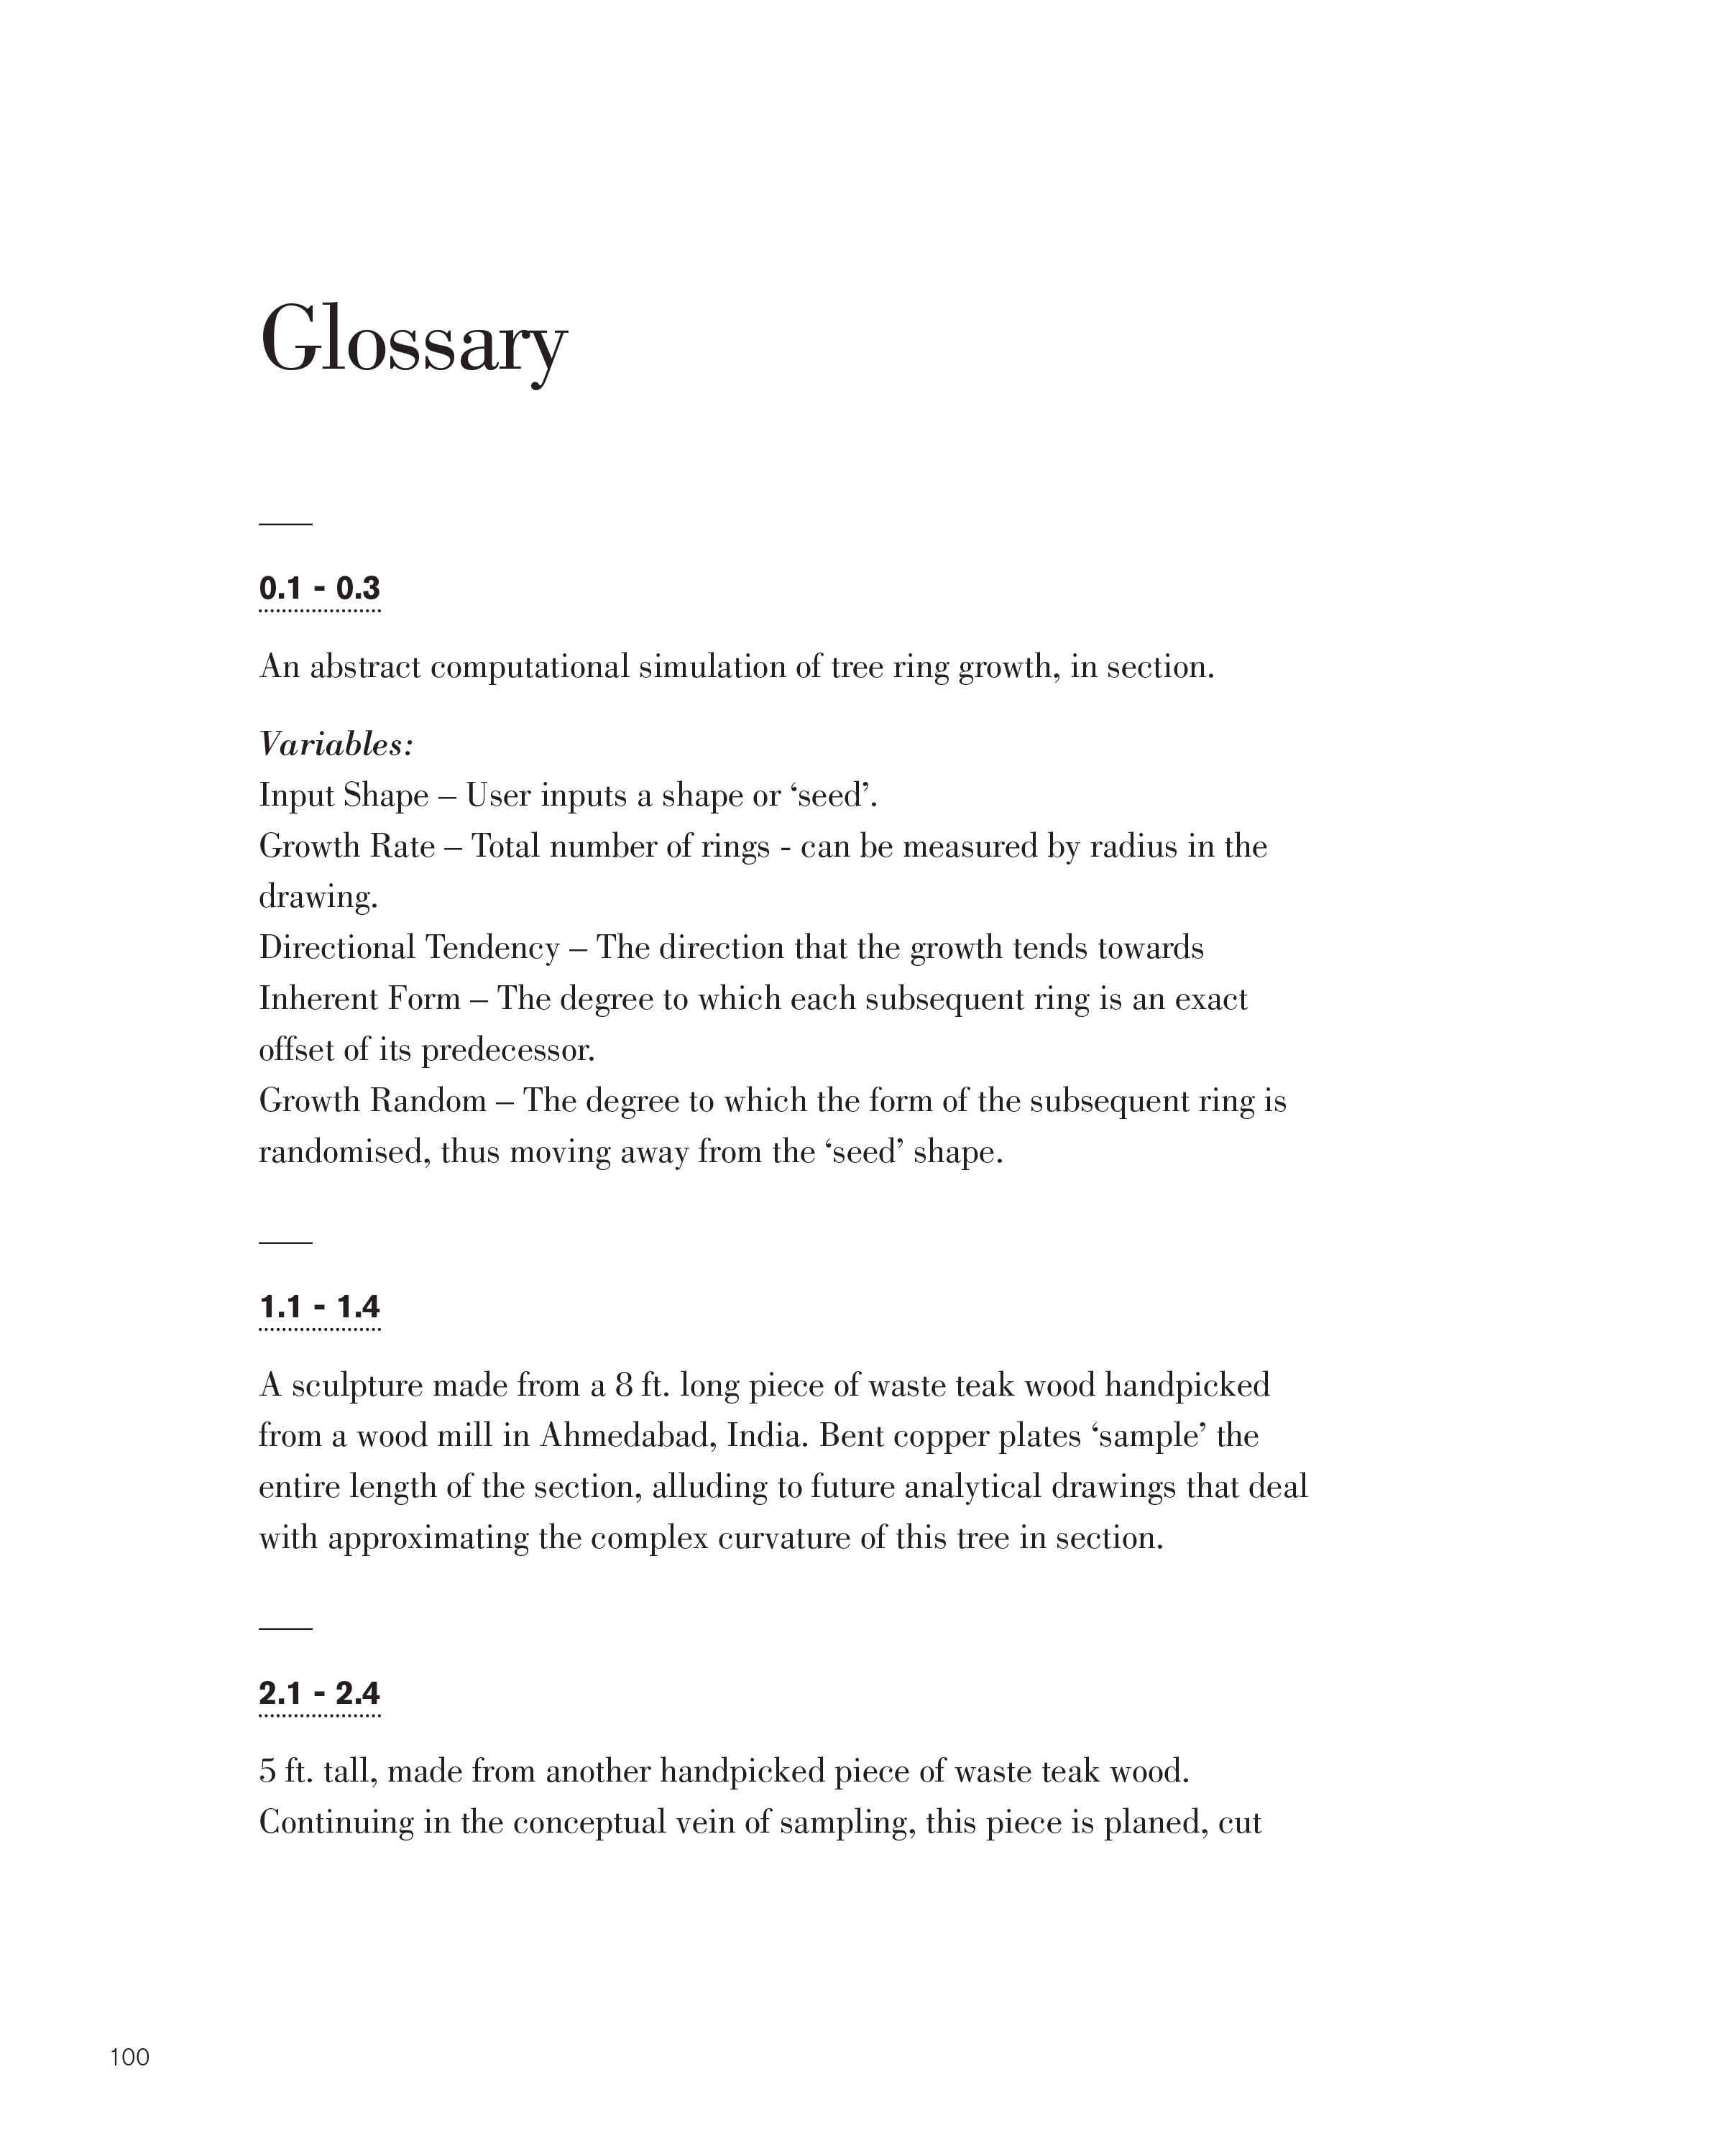 Glossary
0.1 - 0.3
An abstract computational simulation of tree ring growth, in section.
Variables:
Input Shape – User inputs a shape or ‘seed’.
Growth Rate – Total number of rings - can be measured by radius in the
drawing.
Directional Tendency – The direction that the growth tends towards
Inherent Form – The degree to which each subsequent ring is an exact
offset of its predecessor.
Growth Random – The degree to which the form of the subsequent ring is
randomised, thus moving away from the ‘seed’ shape.
1.1 - 1.4
A sculpture made from a 8 ft. long piece of waste teak wood handpicked
from a wood mill in Ahmedabad, India. Bent copper plates ‘sample’ the
entire length of the section, alluding to future analytical drawings that deal
with approximating the complex curvature of this tree in section.
2.1 - 2.4
5 ft. tall, made from another handpicked piece of waste teak wood.
Continuing in the conceptual vein of sampling, this piece is planed, cut
100